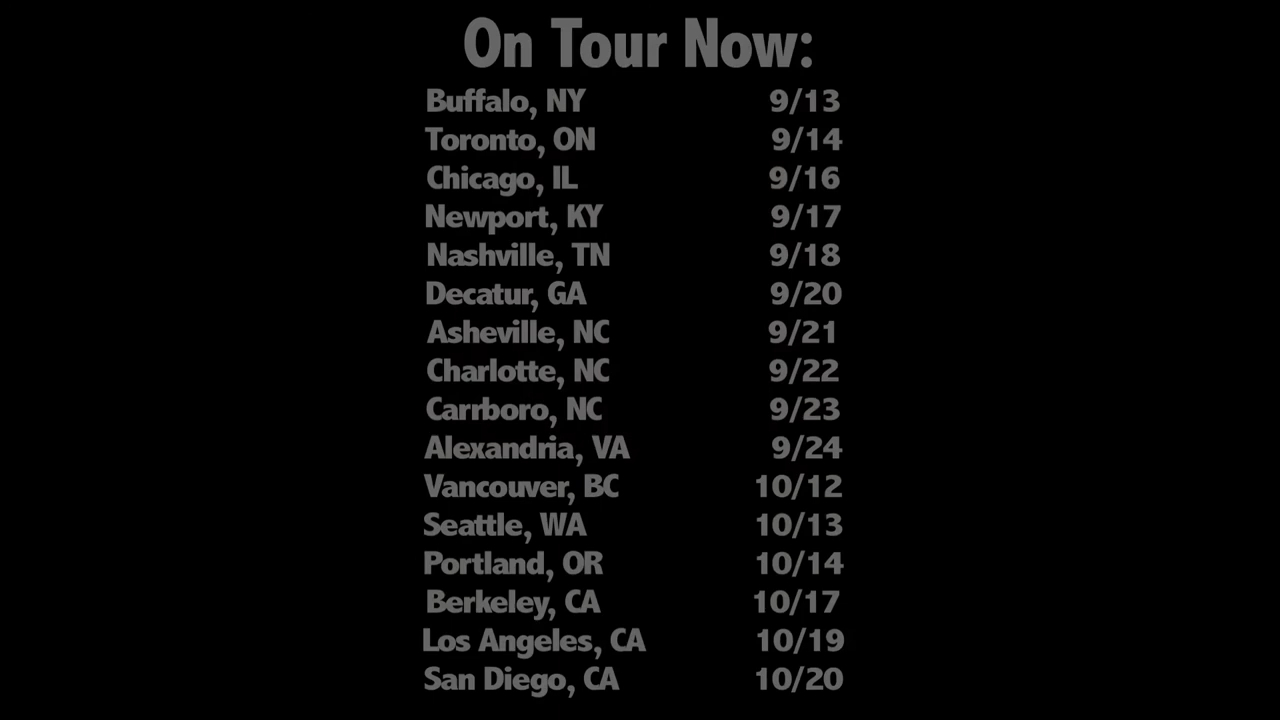 On Tour Now:
Buffalo, NY 9/13
Toronto, ON 9/14
Chicago, IL 9/16
Newport, KY 9/17
Nashville, TN 9/18
Decatur, GA 9/20
Asheville, NC 9/21
Charlotte, NC 9/22
Carrboro, NC 9/23
Alexandria, VA 9/24
Vancouver, BC 10/12
Seattle, WA 10/13
Portland, OR 10/14
Berkeley, CA 10/17
Los Angeles, CA 10/19
San Diego, CA 10/20